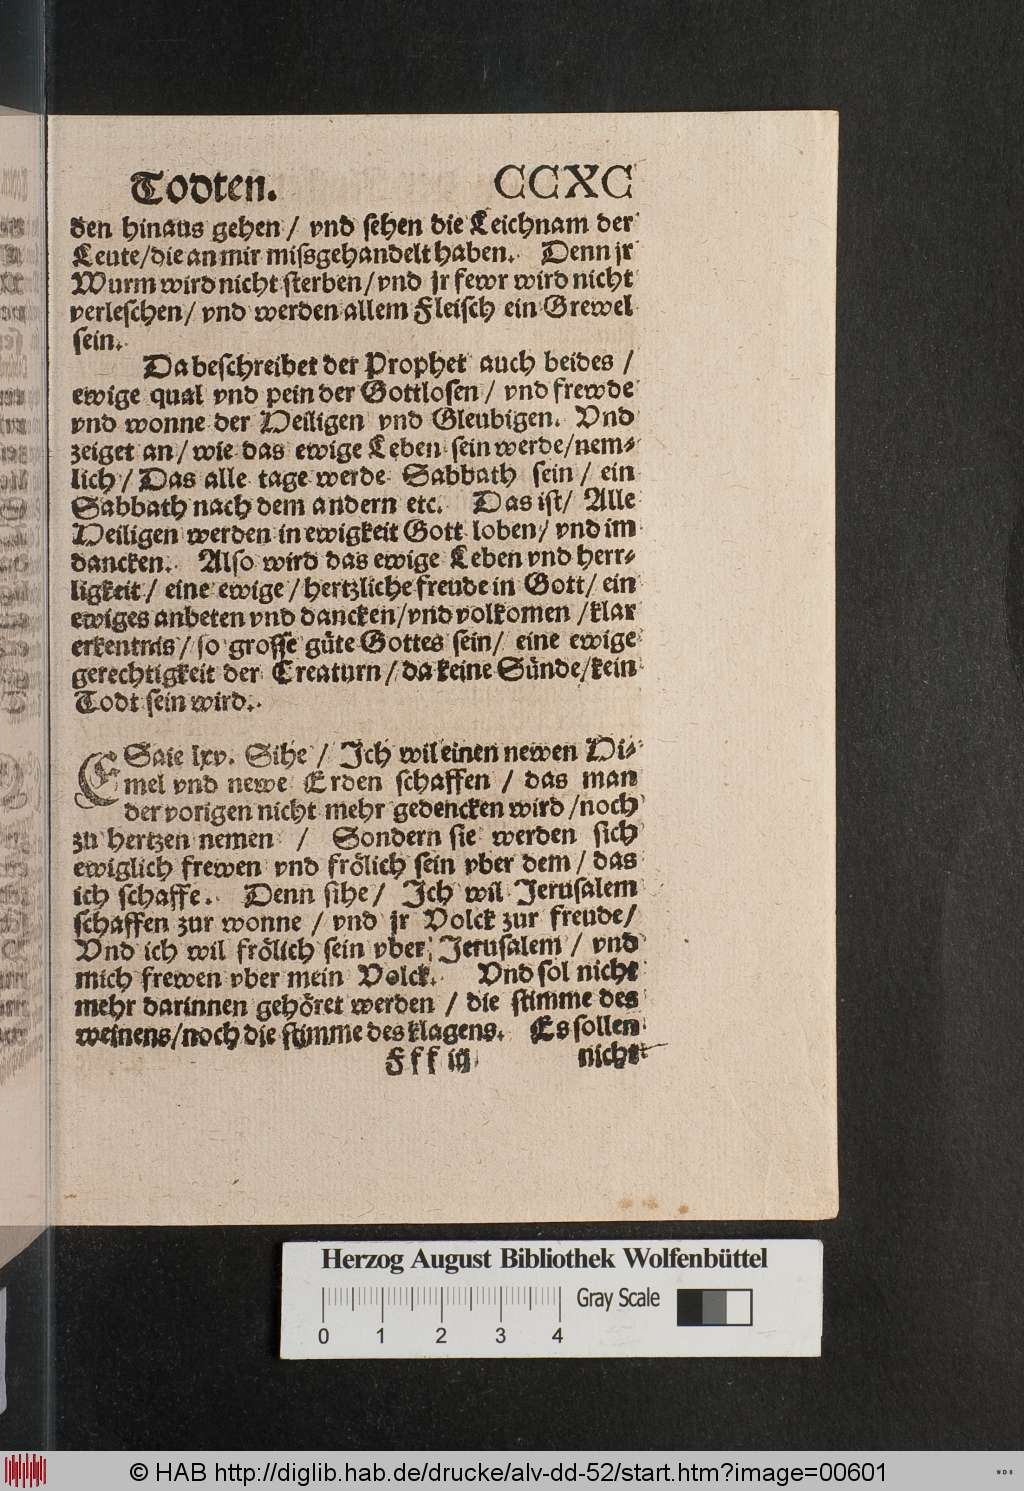 Todten. CCXC
den hinaus gehen / vnd sehen die Leichnam der
Leute/die an mir missgehandelt haben. Denn jr
Wurm wird nicht sterben/vnd jr fewr wird nicht
verleschen/ vnd werden allem Fleisch ein Grewel
sein.
Da beschreibet der Prophet auch beides /
ewige qual vnd pein der Gottlosen/ vnd frewde
vnd wonne der Heiligen vnd Gleubigen. Vnd
zeiget an / wie das ewige Leben sein werde/nem-
lich / Das alle tage werde Sabbath sein / ein
Sabbath nach dem andern etc. Das ist/ Alle
Heiligen werden in ewigkeit Gott loben/ vnd im
dancken. Also wird das ewige Leben vnd herr-
ligkeit / eine ewige / hertzliche freude in Gott/ ein
ewiges anbeten vnd dancken/vnd volkomen /klar
erkentnis / so grosse güte Gottes sein/ eine ewige
gerechtigkeit der Creaturn / da keine Sünde/kein
Todt sein wird.
ESaie lxv. Sihe / Ich wil einen newen Hi-
mel vnd newe Erden schaffen / das man
der vorigen nicht mehr gedencken wird /noch
zu hertzen nemen / Sondern sie werden sich
ewiglich frewen vnd frölich sein vber dem / das
ich schaffe. Denn sihe / Ich wil Jerusalem
schaffen zur wonne / vnd jr Volck zur freude/
Vnd ich wil frölich sein vber Jerusalem / vnd
mich frewen vber mein Volck. Vnd sol nicht
mehr darinnen gehöret werden / die stimme des
weinens/noch die stimme des klagens. Es sollen
Fff iij nicht
Herzog August Bibliothek Wolfenbüttel
Gray Scale
0 1 2 3 4
© HAB http://diglib.hab.de/drucke/alv-dd-52/start.htm?image=00601